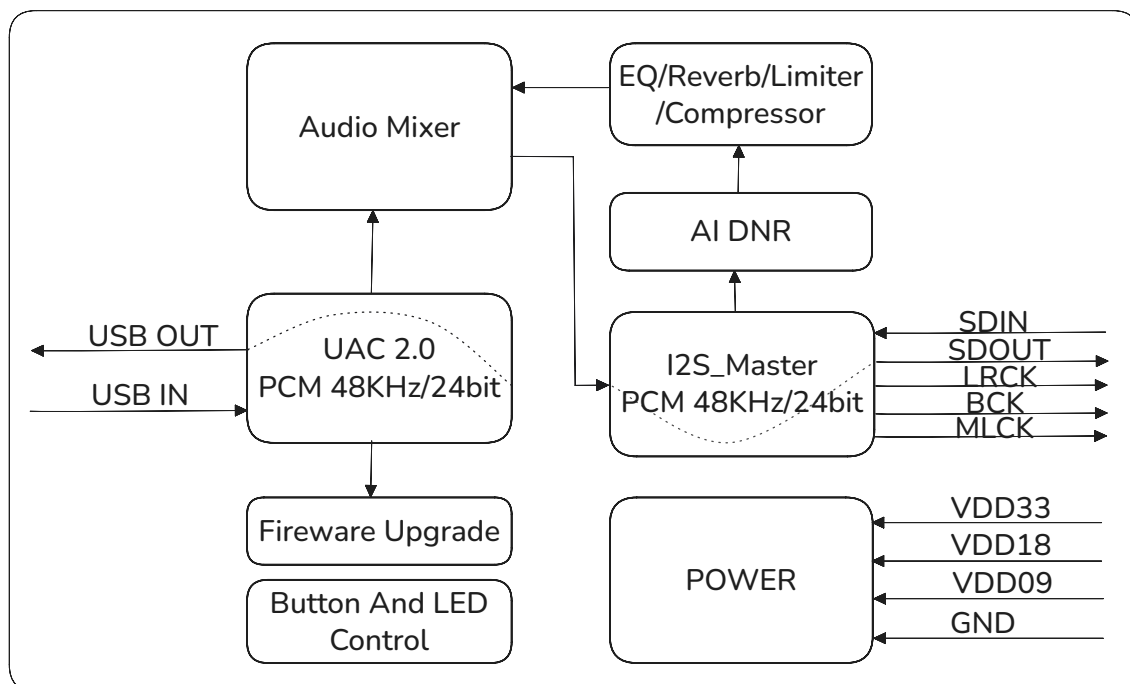 EQ/Reverb/Limiter
/Compressor
Audio Mixer
AI DNR
USB OUT
USB IN
UAC 2.0
PCM 48KHz/24bit
I2S_Master
PCM 48KHz/24bit
SDIN
SDOUT
LRCK
BCK
MLCK
Fireware Upgrade
Button And LED
Control
POWER
VDD33
VDD18
VDD09
GND